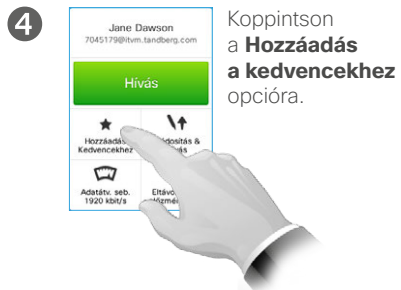 4
Jane Dawson
7045179@itvm.tandberg.com
Hívás
Hozzáadás
Kedvencekhez
Adatátv. seb.
1920 kbit/s
Koppintson
a Hozzáadás
a kedvencekhez
opcióra.